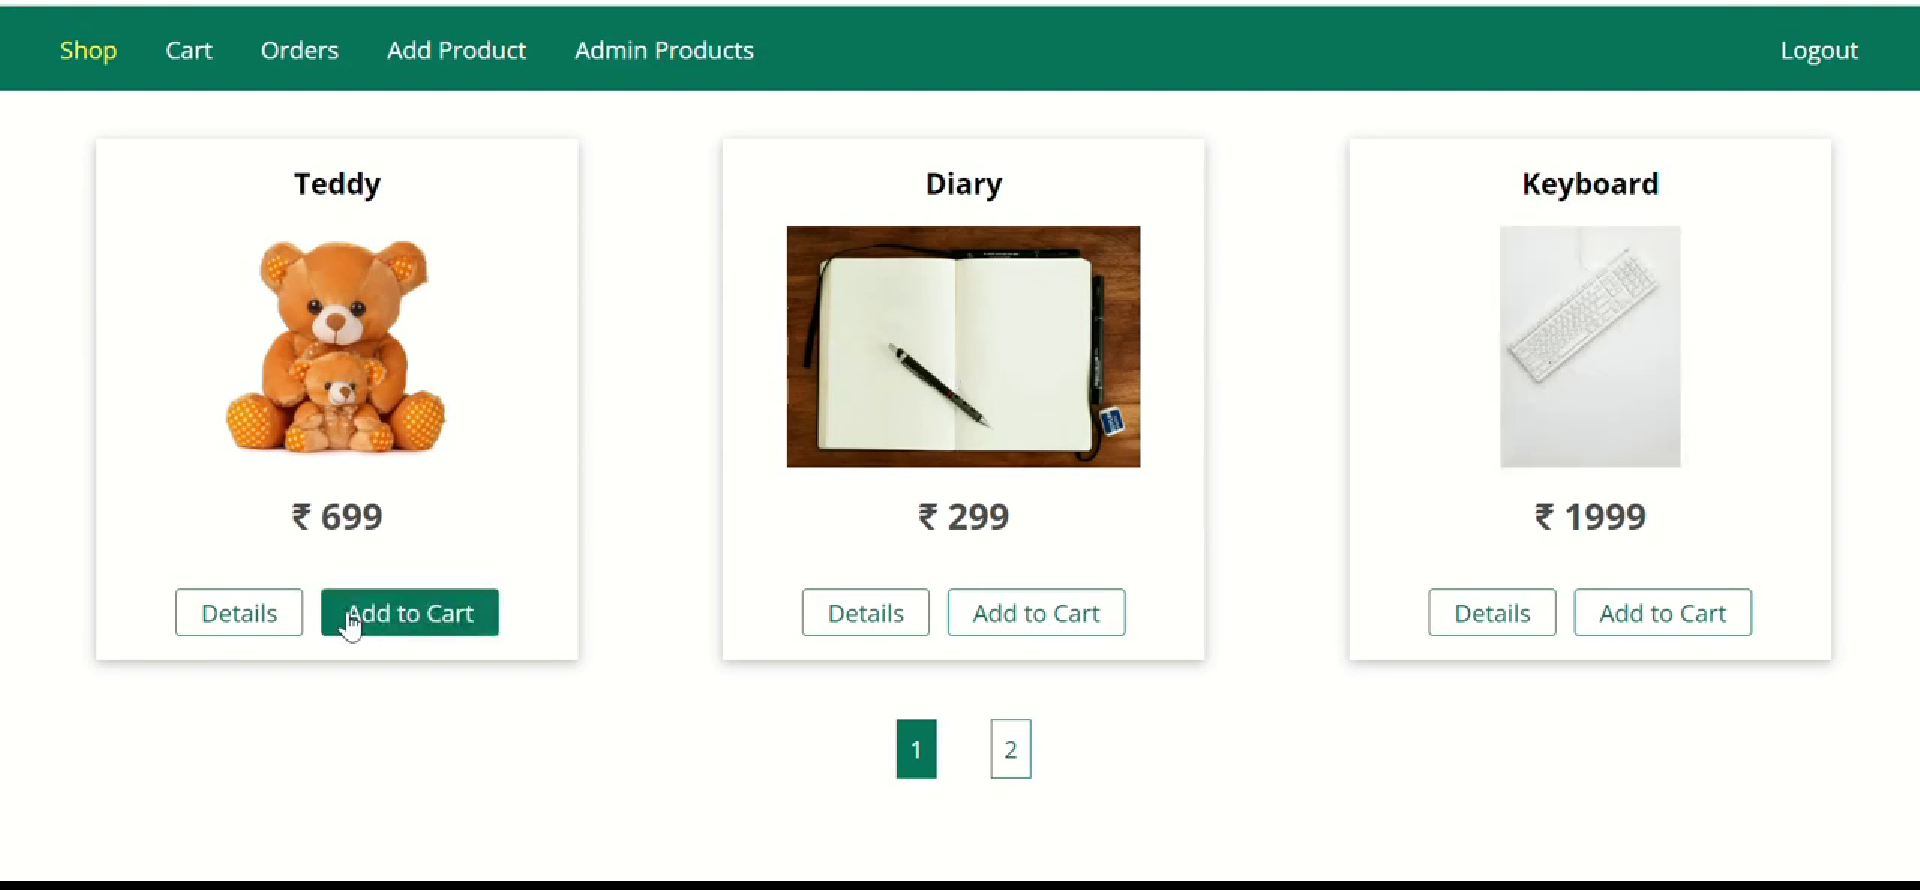 Shop Cart Orders Add Product Admin Products Logout
Teddy Diary Keyboard
₹ 699 ₹ 299 ₹ 1999
Details Add to Cart Details Add to Cart Details Add to Cart
1 2